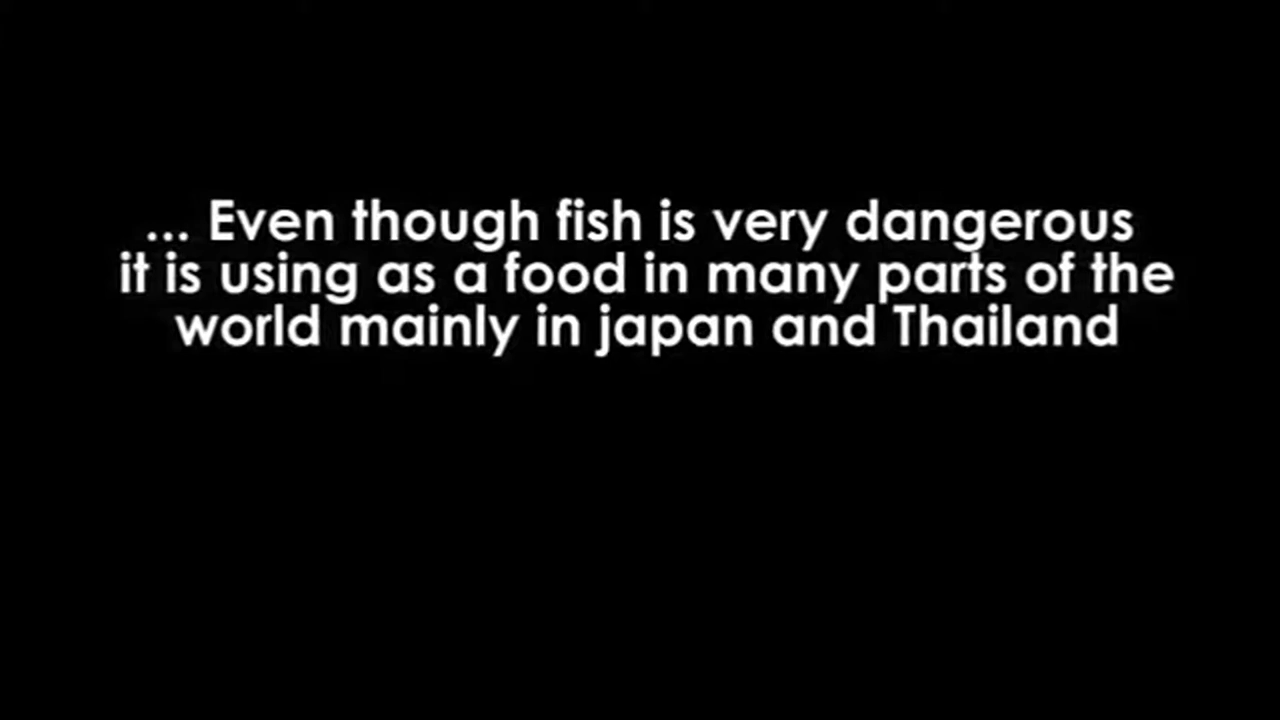 ... Even though fish is very dangerous
it is using as a food in many parts of the
world mainly in japan and Thailand